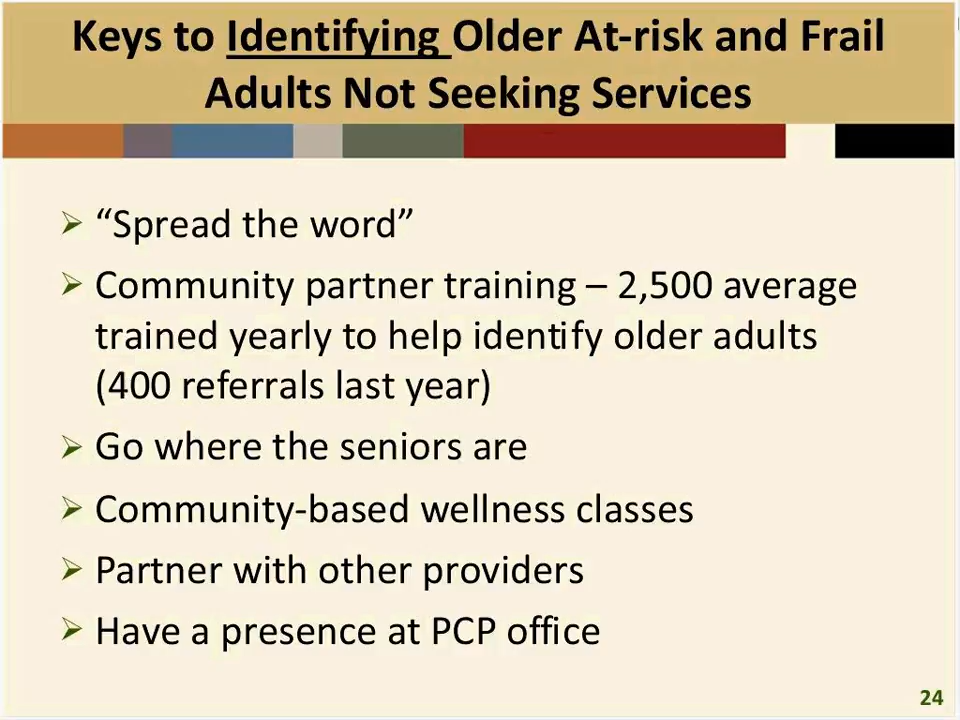 Keys to Identifying Older At-risk and Frail
Adults Not Seeking Services
“Spread the word”
Community partner training – 2,500 average
trained yearly to help identify older adults
(400 referrals last year)
Go where the seniors are
Community-based wellness classes
Partner with other providers
Have a presence at PCP office
24